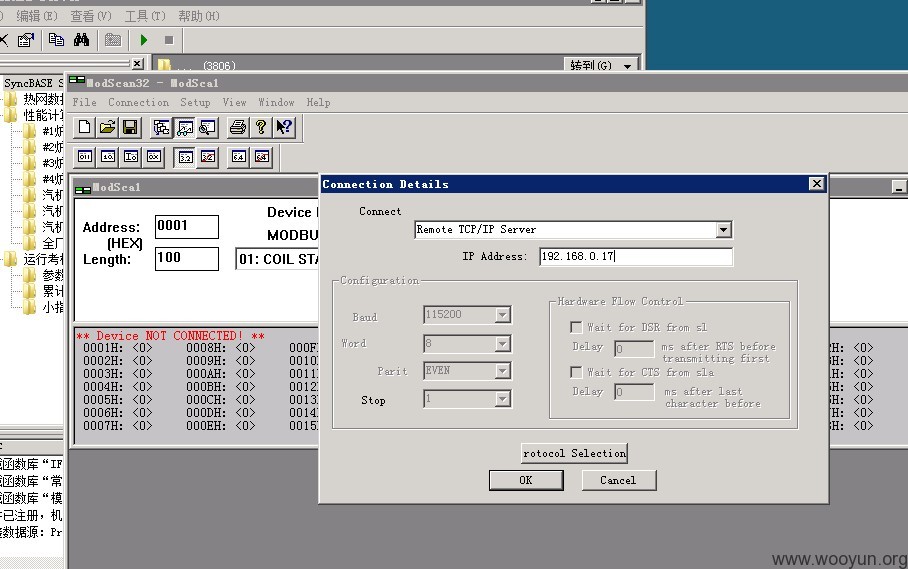 编辑(E) 查看(V) 工具(T) 帮助(H)
(3806) 转到(G)
SyncBASE S
热网数据
性能计算
#1炉
#2炉
#3炉
#4炉
汽机
汽机
汽机
全厂
运行考核
参数
累计
小指
ModScan32 - ModSca1
File Connection Setup View Window Help
ModSca1
Address: 0001
(HEX)
Length: 100
Device I
MODBU
01: COIL STA
** Device NOT CONNECTED! **
0001H: <0> 0008H: <0> 000F
0002H: <0> 0009H: <0> 0010
0003H: <0> 000AH: <0> 0011
0004H: <0> 000BH: <0> 0012
0005H: <0> 000CH: <0> 0013
0006H: <0> 000DH: <0> 0014
0007H: <0> 000EH: <0> 0015
H: <0>
H: <0>
H: <0>
H: <0>
H: <0>
H: <0>
H: <0>
Connection Details
Connect
Remote TCP/IP Server
IP Address: 192.168.0.17
Configuration
Baud 115200
Word 8
Parit EVEN
Stop 1
Hardware Flow Control
Wait for DSR from sl
Delay 0 ms after RTS before
transmitting first
Wait for CTS from sla
Delay 0 ms after last
character before
rotocol Selection
OK Cancel
函数库“IF
函数库“常
函数库“模
已注册，机
数据源: Pr
www.wooyun.org